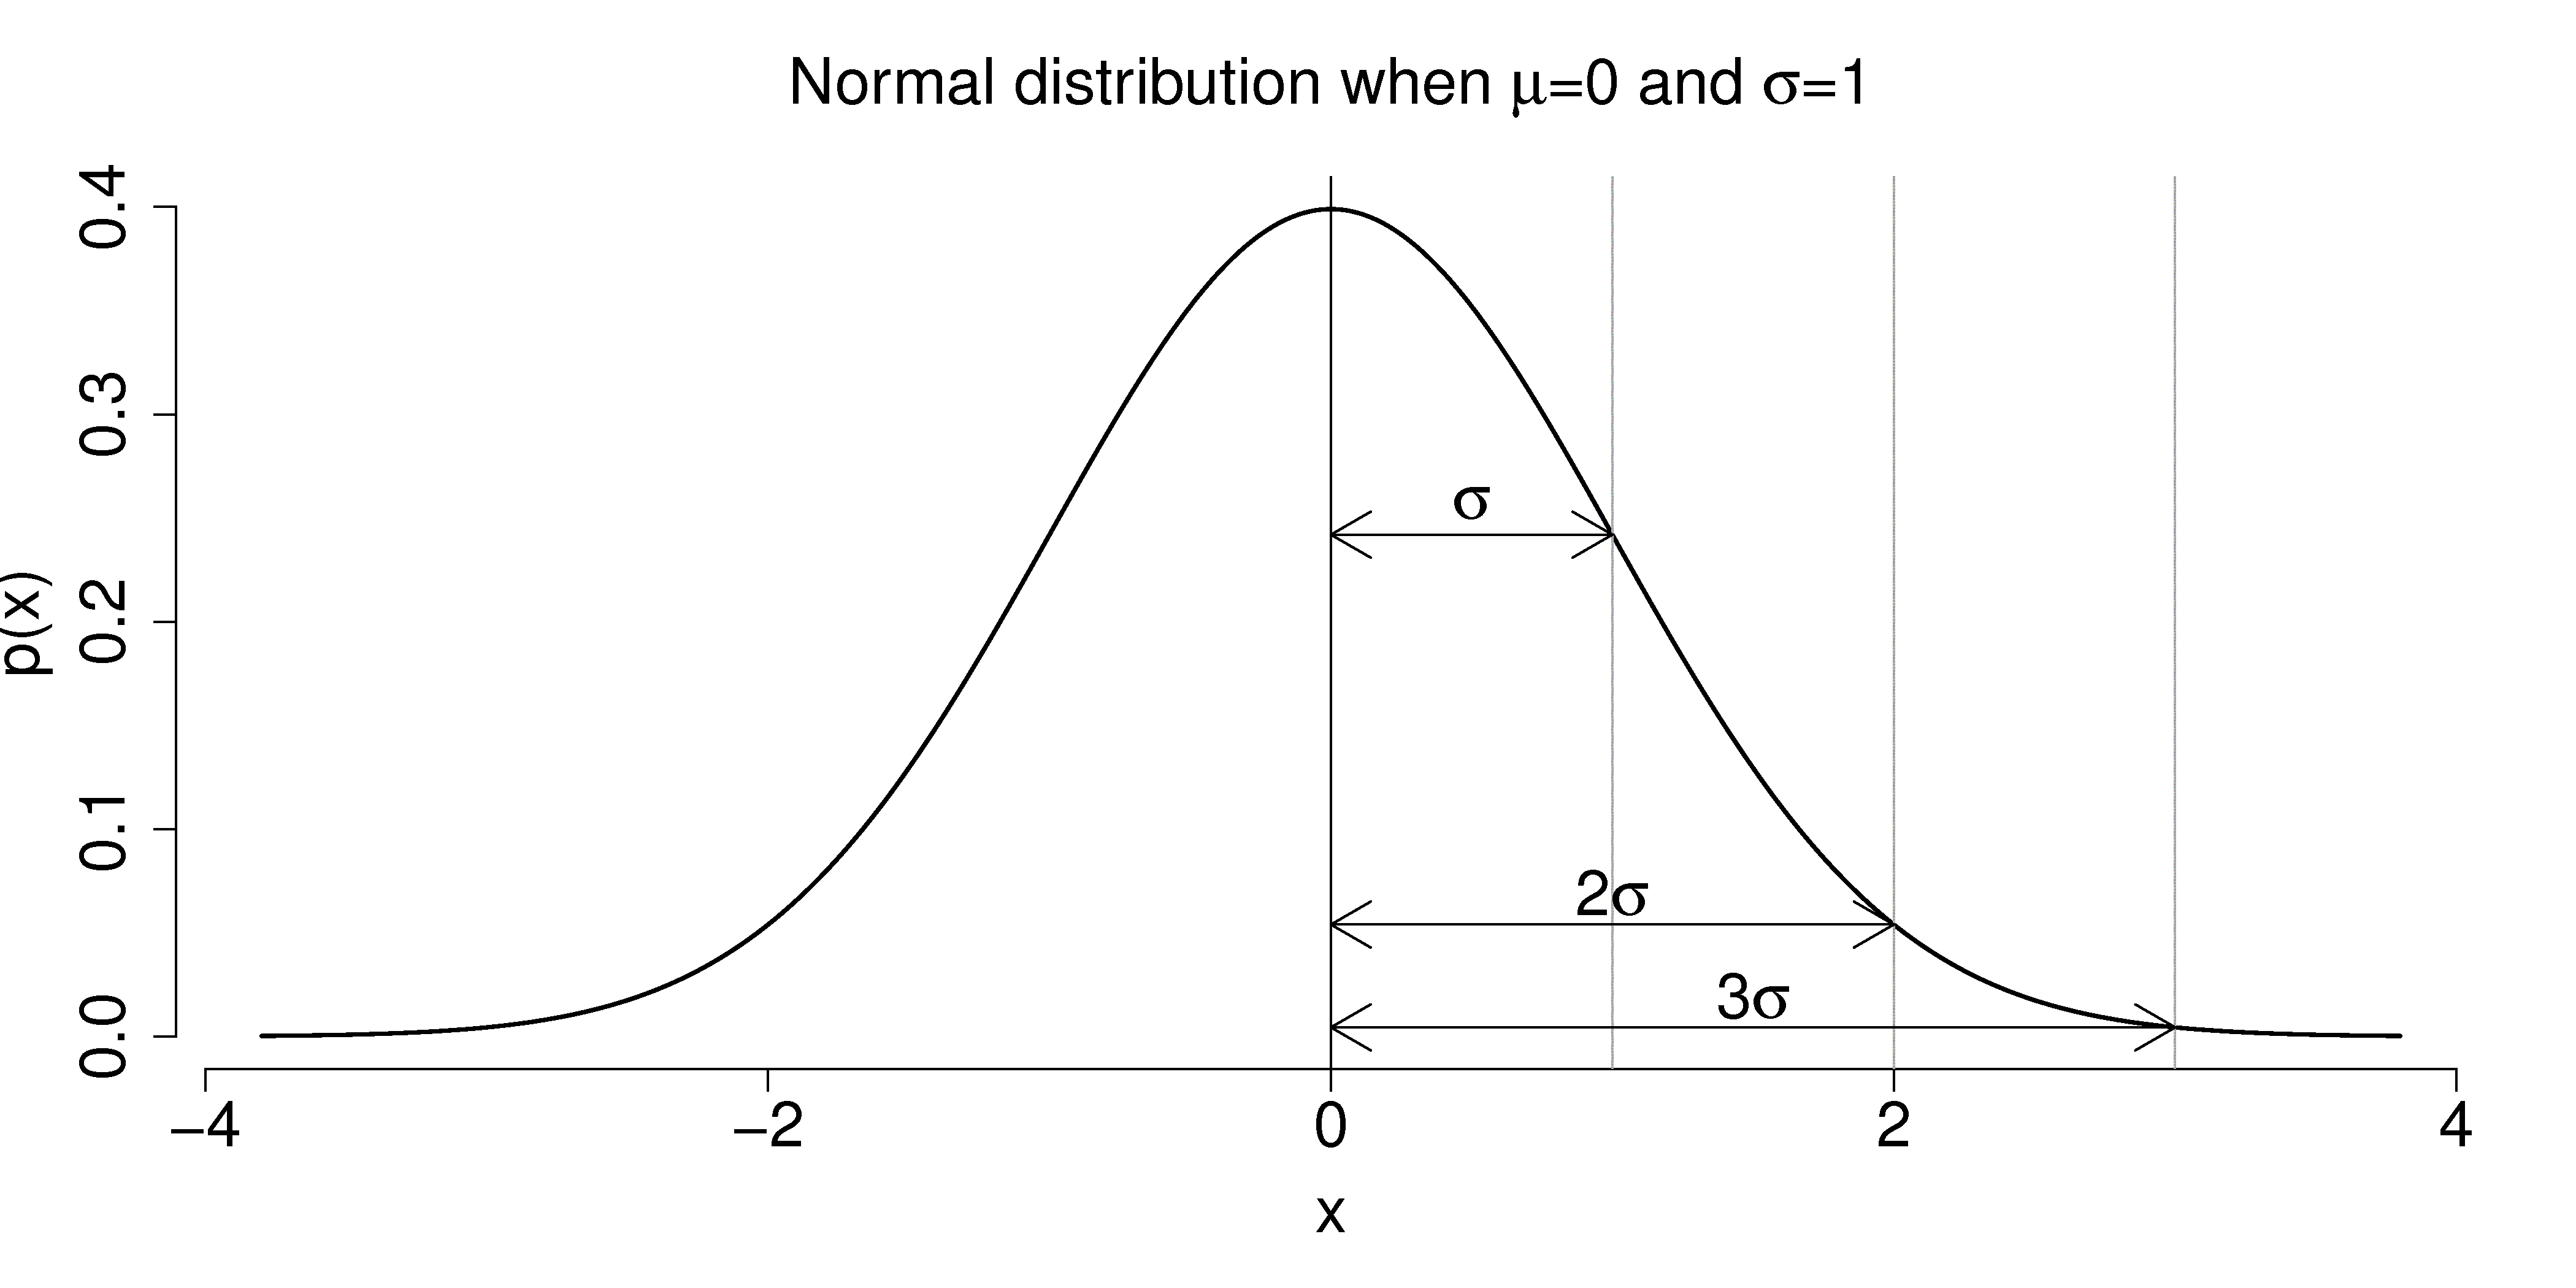 Normal distribution when μ=0 and σ=1
p(x)
0.4
0.3
0.2
0.1
0.0
σ
2σ
3σ
−4 −2 0 2 4
x